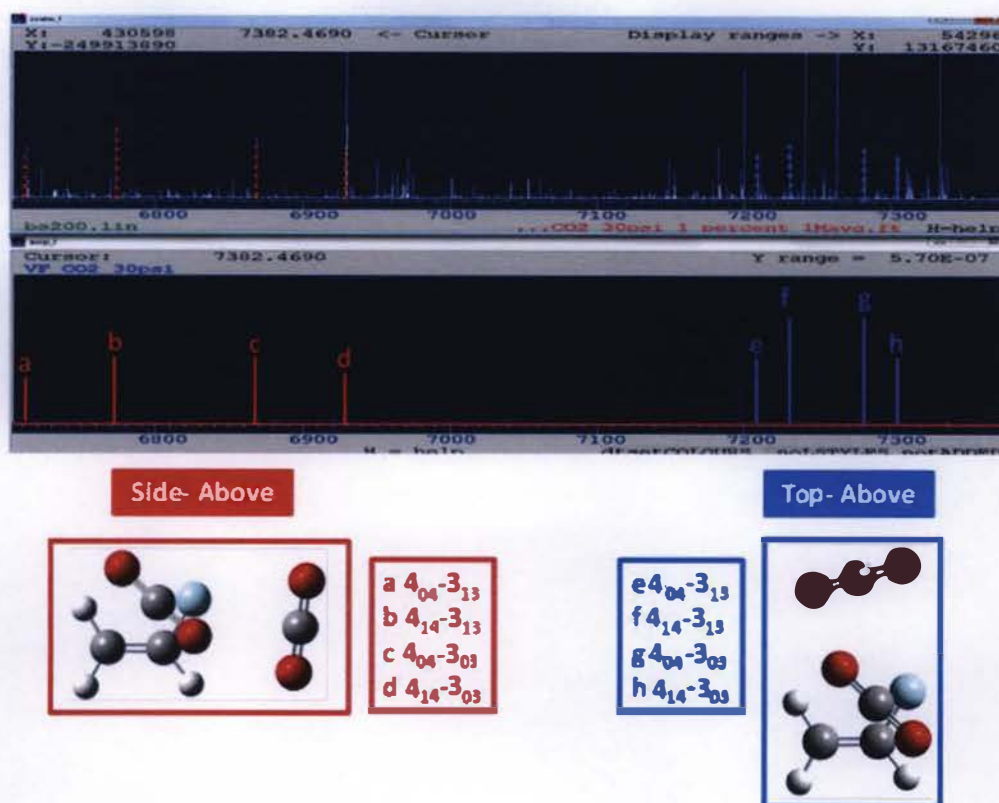 X: 430598 7382.4690 <- Cursor Display ranges -> X: 54296
Y:-249913890 Y: 13167460
6800 6900 7000 7100 7200 7300
ba200.lin ...CO2 30psi 1 percent 1Mavg.ft H=help
Cursor: 7382.4690 Y range = 5.70E-07
VF CO2 30psi
a b c d e f g h
6800 6900 7000 7100 7200 7300
H = help
Side- Above
Top- Above
a 4₀₄-3₁₃
b 4₁₄-3₁₃
c 4₀₄-3₀₃
d 4₁₄-3₀₃
e 4₀₄-3₁₃
f 4₁₄-3₁₃
g 4₀₄-3₀₃
h 4₁₄-3₀₃